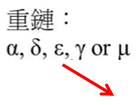 重鏈：
α, δ, ε, γ or μ